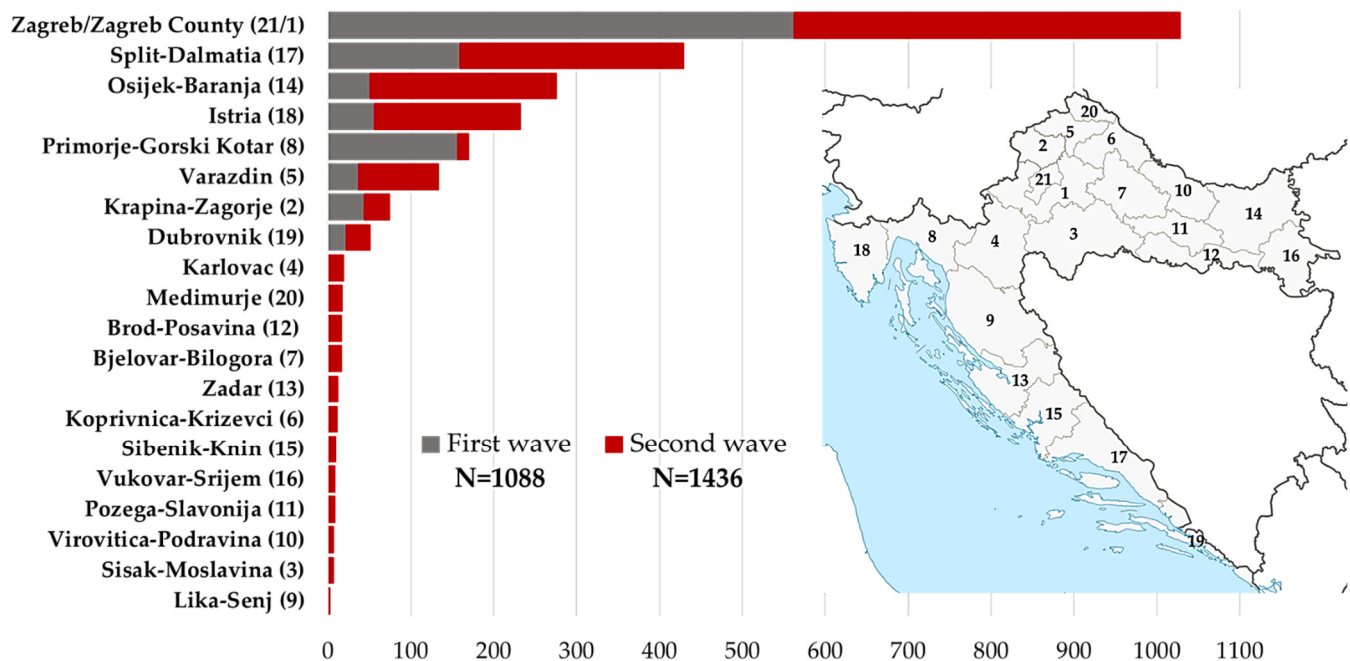 Zagreb/Zagreb County (21/1)
Split-Dalmatia (17)
Osijek-Baranja (14)
Istria (18)
Primorje-Gorski Kotar (8)
Varazdin (5)
Krapina-Zagorje (2)
Dubrovnik (19)
Karlovac (4)
Medimurje (20)
Brod-Posavina (12)
Bjelovar-Bilogora (7)
Zadar (13)
Koprivnica-Krizevci (6)
Sibenik-Knin (15)
Vukovar-Srijem (16)
Pozega-Slavonija (11)
Virovitica-Podravina (10)
Sisak-Moslavina (3)
Lika-Senj (9)
0 100 200 300 400 500 600 700 800 900 1000 1100
First wave Second wave
N=1088 N=1436
20
5
6
2
21
1
7
10
14
11
18
8
4
3
12
16
9
13
15
17
19